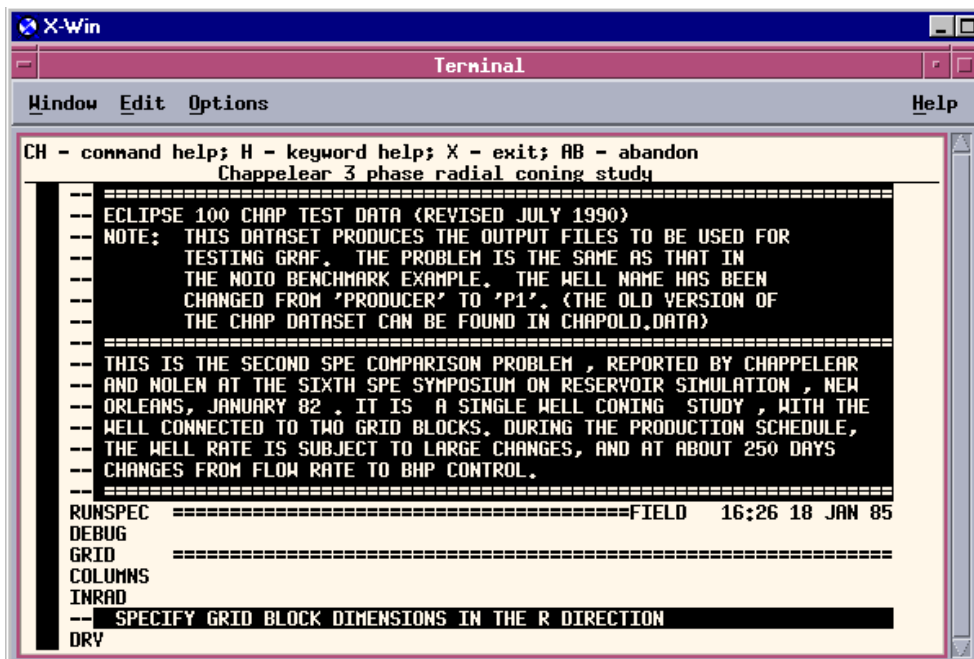 X-Win
Terminal
Window Edit Options Help
CH - command help; H - keyword help; X - exit; AB - abandon
Chappelear 3 phase radial coning study
-- =====================================================================
-- ECLIPSE 100 CHAP TEST DATA (REVISED JULY 1990)
-- NOTE: THIS DATASET PRODUCES THE OUTPUT FILES TO BE USED FOR
-- TESTING GRAF. THE PROBLEM IS THE SAME AS THAT IN
-- THE NOIO BENCHMARK EXAMPLE. THE WELL NAME HAS BEEN
-- CHANGED FROM 'PRODUCER' TO 'P1'. (THE OLD VERSION OF
-- THE CHAP DATASET CAN BE FOUND IN CHAPOLD.DATA)
-- =====================================================================
-- THIS IS THE SECOND SPE COMPARISON PROBLEM , REPORTED BY CHAPPELEAR
-- AND NOLEN AT THE SIXTH SPE SYMPOSIUM ON RESERVOIR SIMULATION , NEW
-- ORLEANS, JANUARY 82 . IT IS A SINGLE WELL CONING STUDY , WITH THE
-- WELL CONNECTED TO TWO GRID BLOCKS. DURING THE PRODUCTION SCHEDULE,
-- THE WELL RATE IS SUBJECT TO LARGE CHANGES, AND AT ABOUT 250 DAYS
-- CHANGES FROM FLOW RATE TO BHP CONTROL.
-- =====================================================================
RUNSPEC ========================================FIELD 16:26 18 JAN 85
DEBUG
GRID ===============================================================
COLUMNS
INRAD
-- SPECIFY GRID BLOCK DIMENSIONS IN THE R DIRECTION
DRV